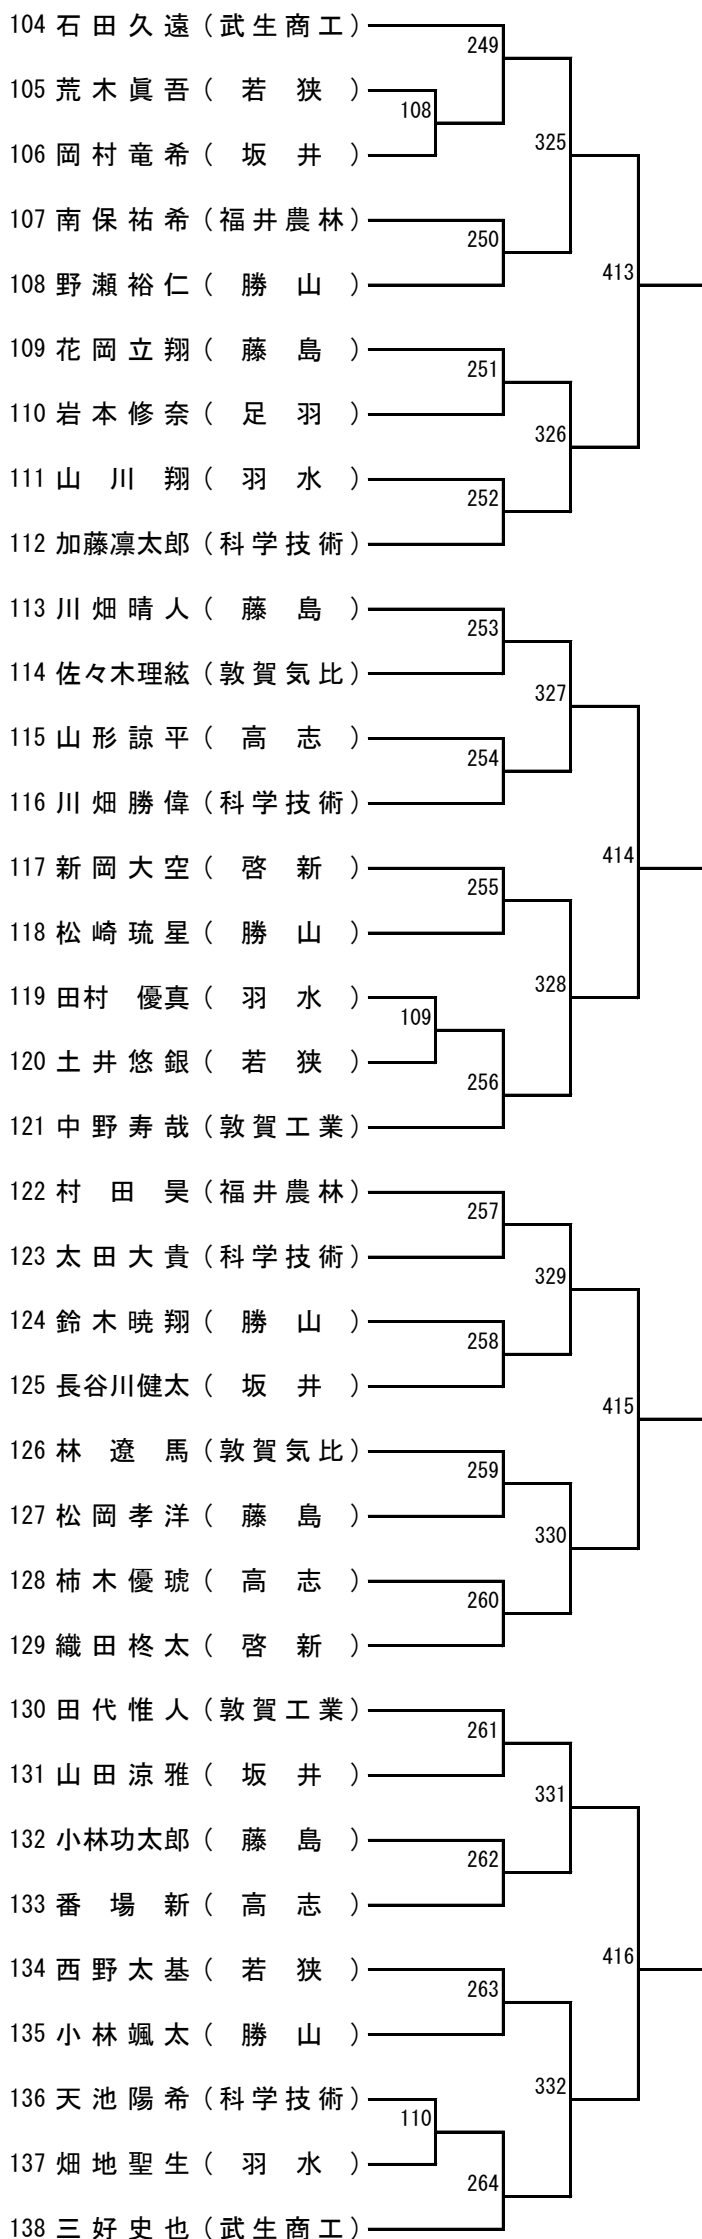 104 石田久遠(武生商工)
249
105 荒木眞吾(若狭)
108
325
106 岡村竜希(坂井)
107 南保祐希(福井農林)
250
413
108 野瀬裕仁(勝山)
109 花岡立翔(藤島)
251
110 岩本修奈(足羽)
326
111 山川翔(羽水)
252
112 加藤凛太郎(科学技術)
113 川畑晴人(藤島)
253
114 佐々木理絃(敦賀気比)
327
115 山形諒平(高志)
254
116 川畑勝偉(科学技術)
414
117 新岡大空(啓新)
255
118 松崎琉星(勝山)
328
119 田村 優真(羽水)
109
120 土井悠銀(若狭)
256
121 中野寿哉(敦賀工業)
122 村田昊(福井農林)
257
123 太田大貴(科学技術)
329
124 鈴木暁翔(勝山)
258
125 長谷川健太(坂井)
415
126 林遼馬(敦賀気比)
259
127 松岡孝洋(藤島)
330
128 柿木優琥(高志)
260
129 織田柊太(啓新)
130 田代惟人(敦賀工業)
261
131 山田涼雅(坂井)
331
132 小林功太郎(藤島)
262
133 番場新(高志)
416
134 西野太基(若狭)
263
135 小林颯太(勝山)
332
136 天池陽希(科学技術)
110
137 畑地聖生(羽水)
264
138 三好史也(武生商工)